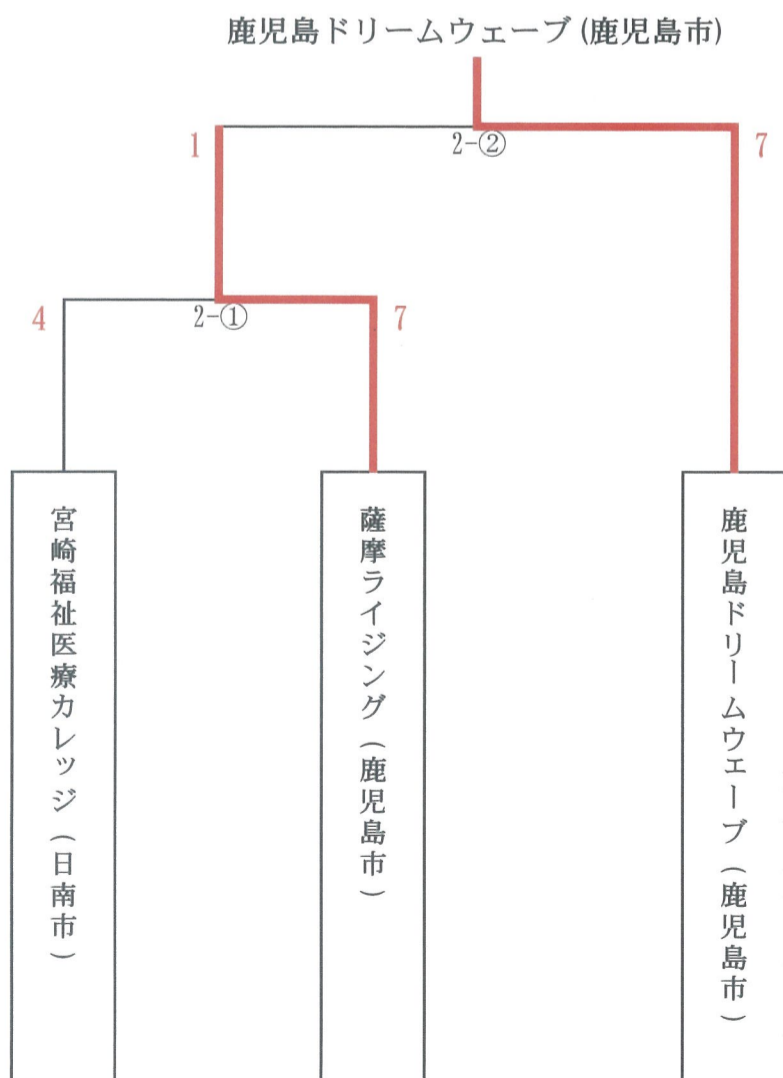 鹿児島ドリームウェーブ(鹿児島市)
1
2-②
7
4
2-①
7
宮崎福祉医療カレッジ(日南市)
薩摩ライジング(鹿児島市)
鹿児島ドリームウェーブ(鹿児島市)